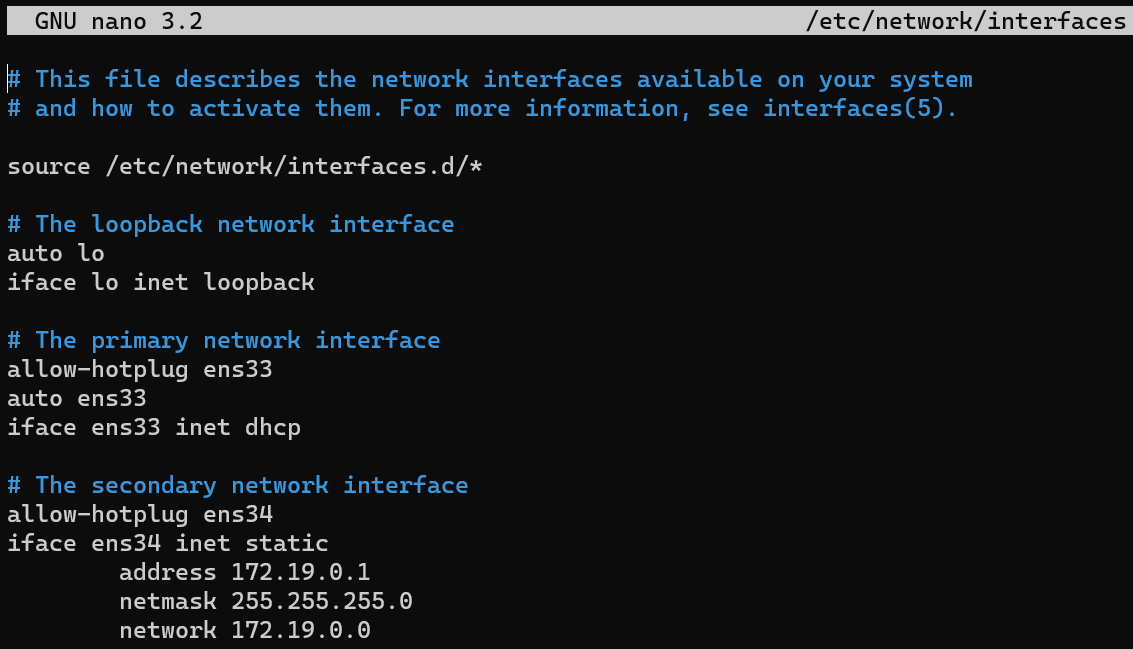 GNU nano 3.2 /etc/network/interfaces
# This file describes the network interfaces available on your system
# and how to activate them. For more information, see interfaces(5).
source /etc/network/interfaces.d/*
# The loopback network interface
auto lo
iface lo inet loopback
# The primary network interface
allow-hotplug ens33
auto ens33
iface ens33 inet dhcp
# The secondary network interface
allow-hotplug ens34
iface ens34 inet static
address 172.19.0.1
netmask 255.255.255.0
network 172.19.0.0